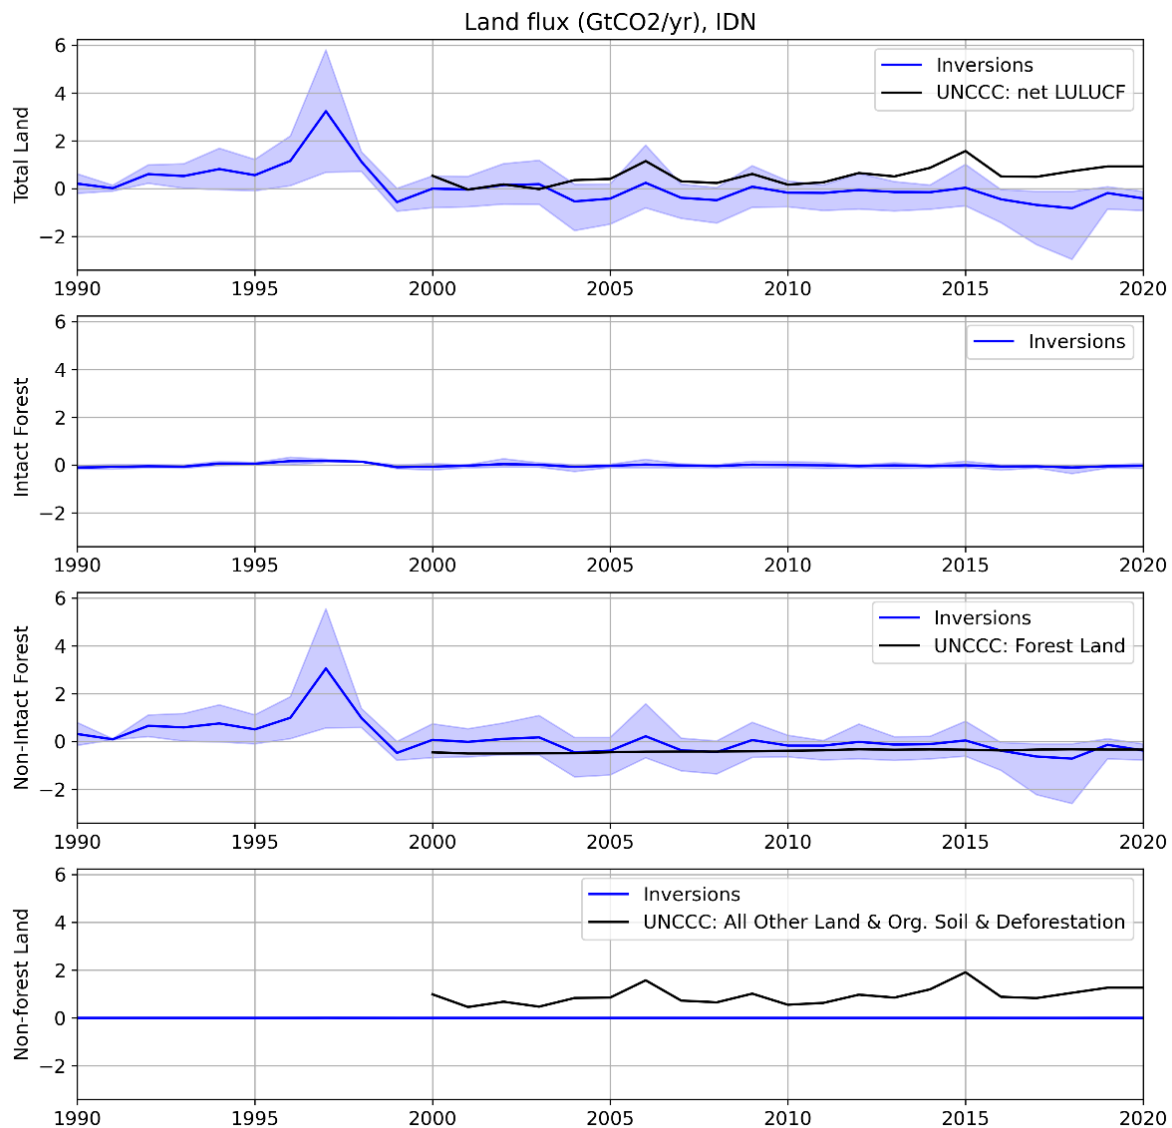 Land flux (GtCO2/yr), IDN
Total Land
6
4
2
0
−2
Inversions
UNCCC: net LULUCF
1990 1995 2000 2005 2010 2015 2020
Intact Forest
6
4
2
0
−2
Inversions
1990 1995 2000 2005 2010 2015 2020
Non-Intact Forest
6
4
2
0
−2
Inversions
UNCCC: Forest Land
1990 1995 2000 2005 2010 2015 2020
Non-forest Land
6
4
2
0
−2
Inversions
UNCCC: All Other Land & Org. Soil & Deforestation
1990 1995 2000 2005 2010 2015 2020